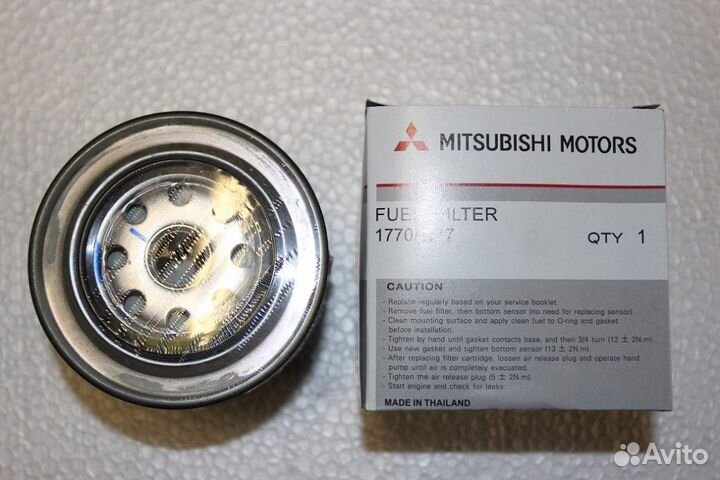 MITSUBISHI MOTORS
FUEL FILTER
QTY 1
CAUTION
- Replace regularly based on your service booklet.
- Remove fuel filter, then bottom sensor (no need for replacing sensor).
- Clean mounting surface and apply clean fuel to O-ring and gasket
before installation.
- Tighten by hand until gasket contacts base, and then 3/4 turn (12 ± 2N.m).
- Use new gasket and tighten bottom sensor (13 ± 2N.m).
- After replacing filter cartridge, loosen air release plug and operate hand
pump until air is completely evacuated.
- Tighten the air release plug (5 ± 2N.m).
- Start engine and check for leaks.
MADE IN THAILAND
Avito